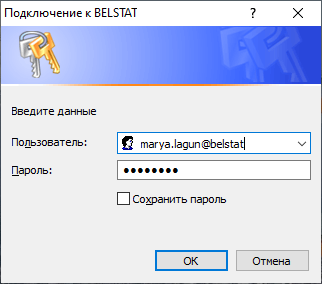 Подключение к BELSTAT
Введите данные
Пользователь: marya.lagun@belstat
Пароль: ••••••••
Сохранить пароль
OK Отмена